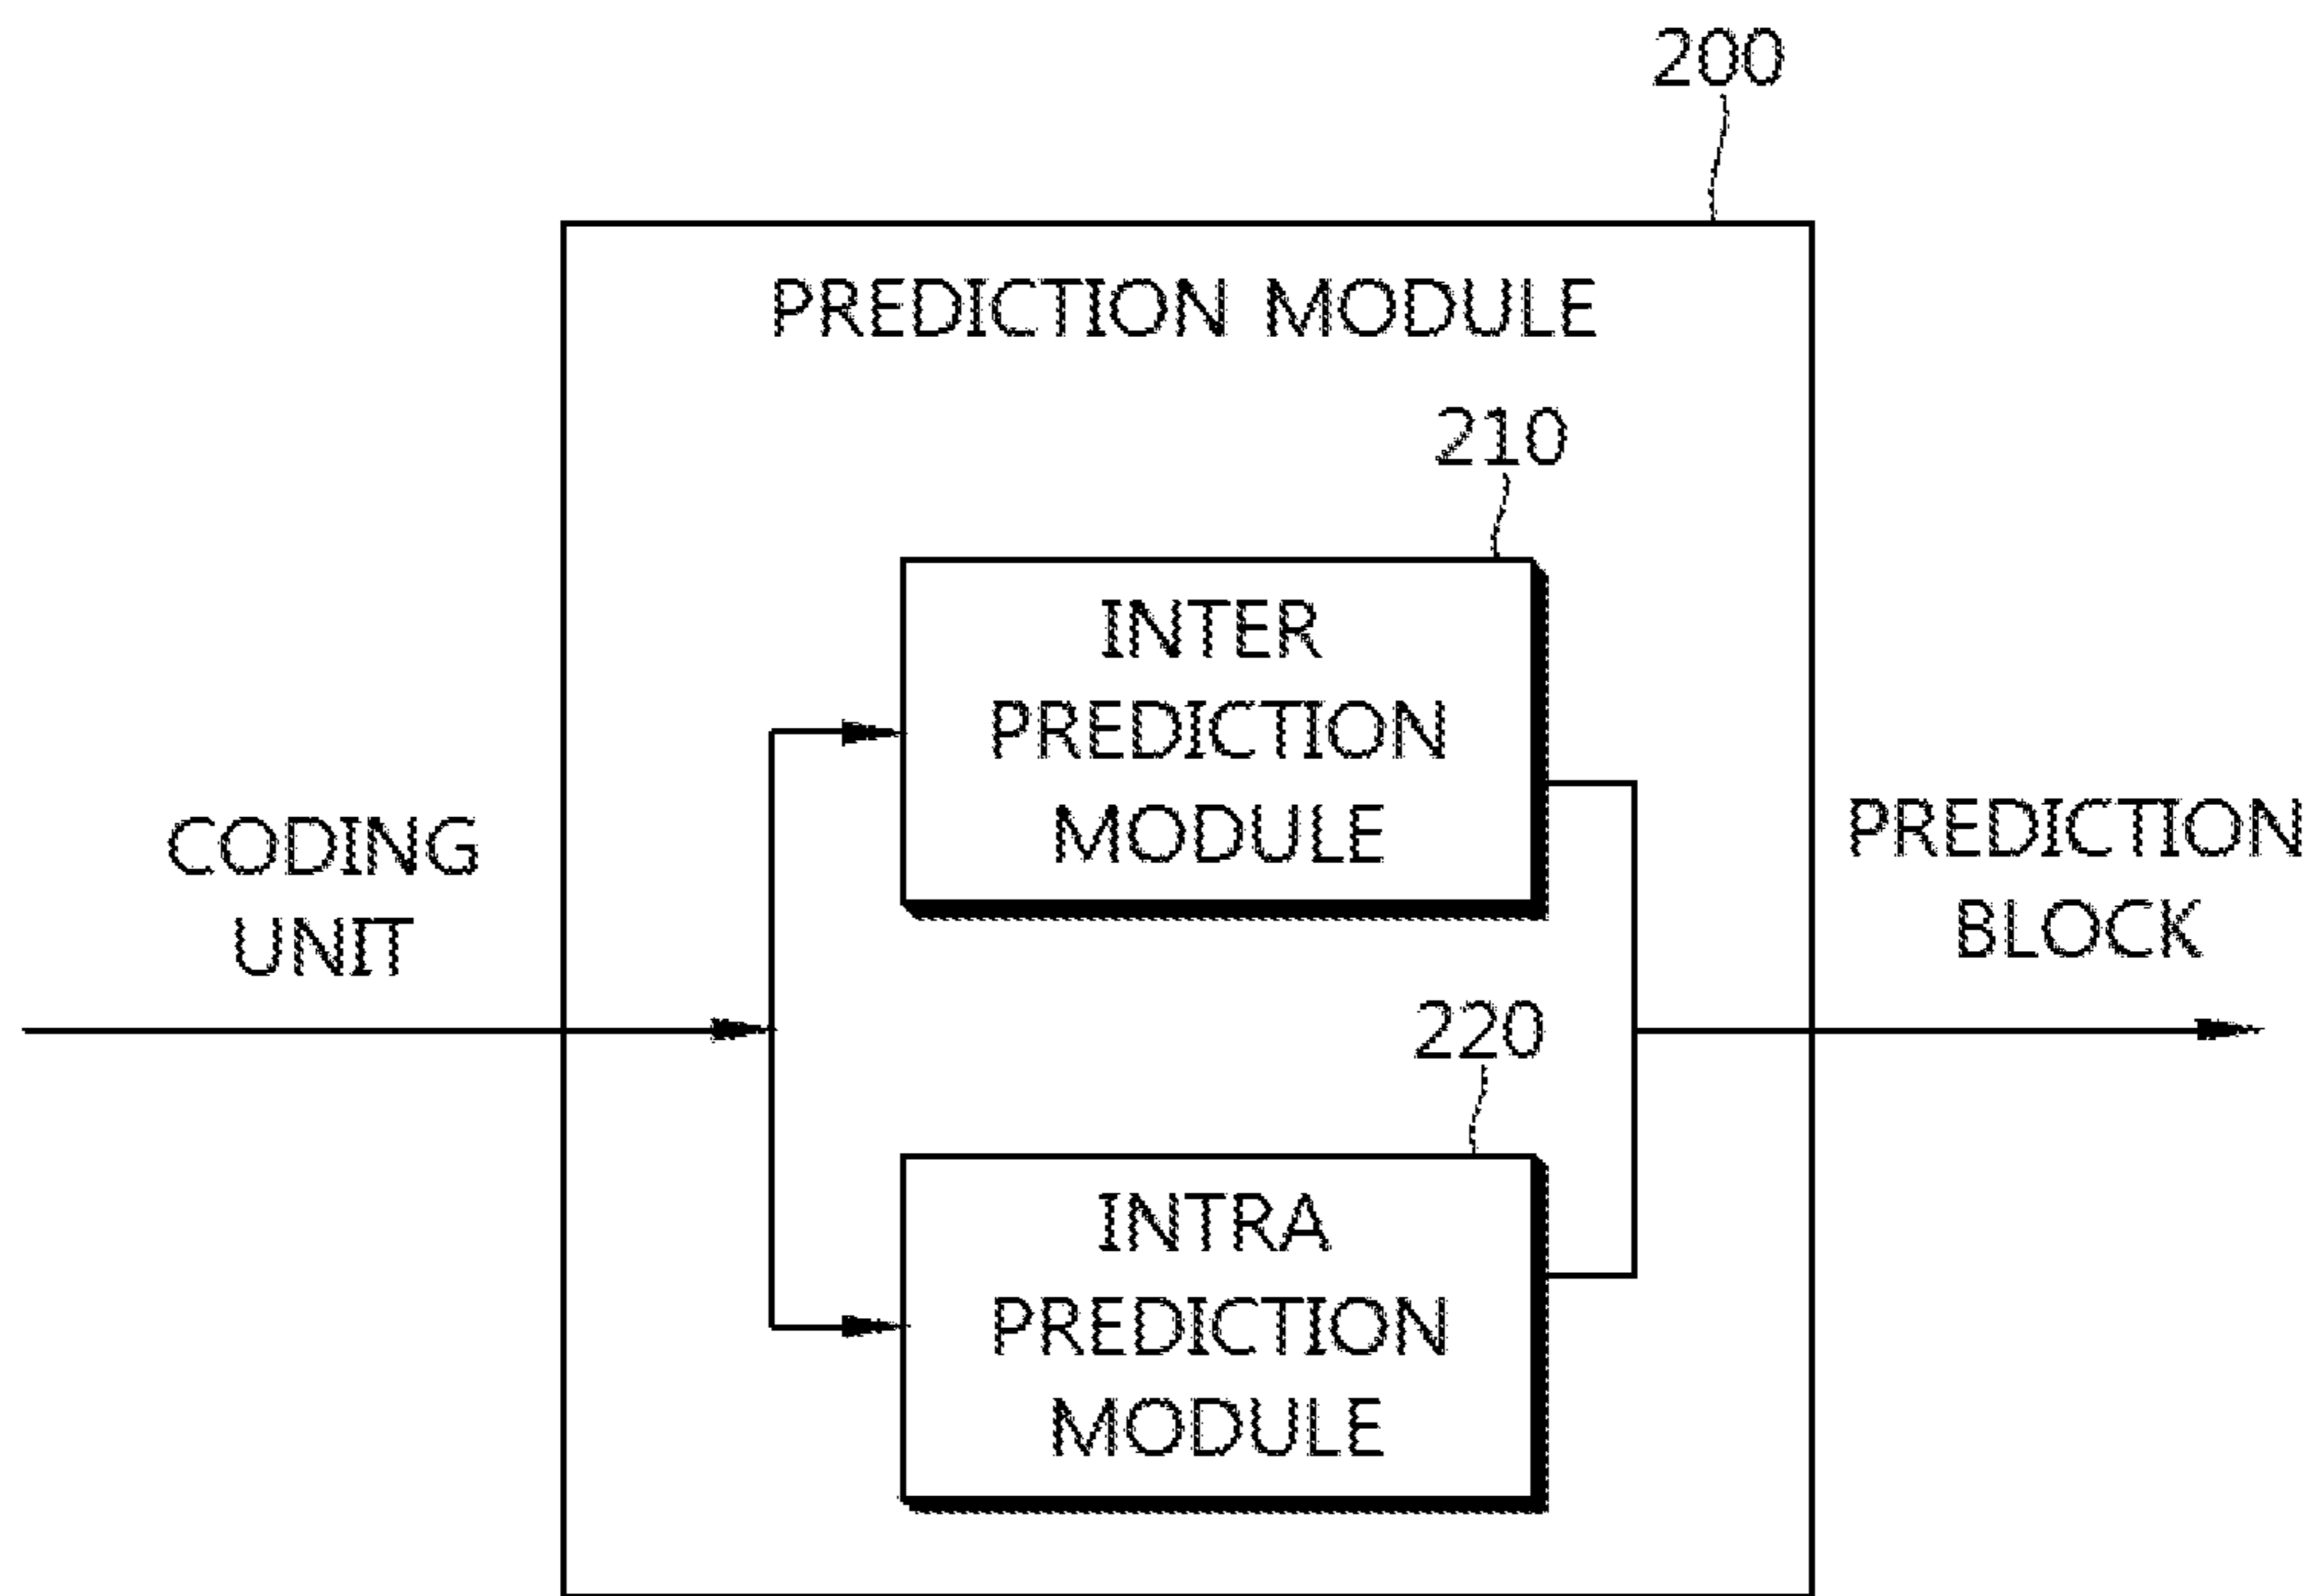 200
PREDICTION MODULE
210
INTER
PREDICTION
MODULE
CODING
UNIT
PREDICTION
BLOCK
220
INTRA
PREDICTION
MODULE